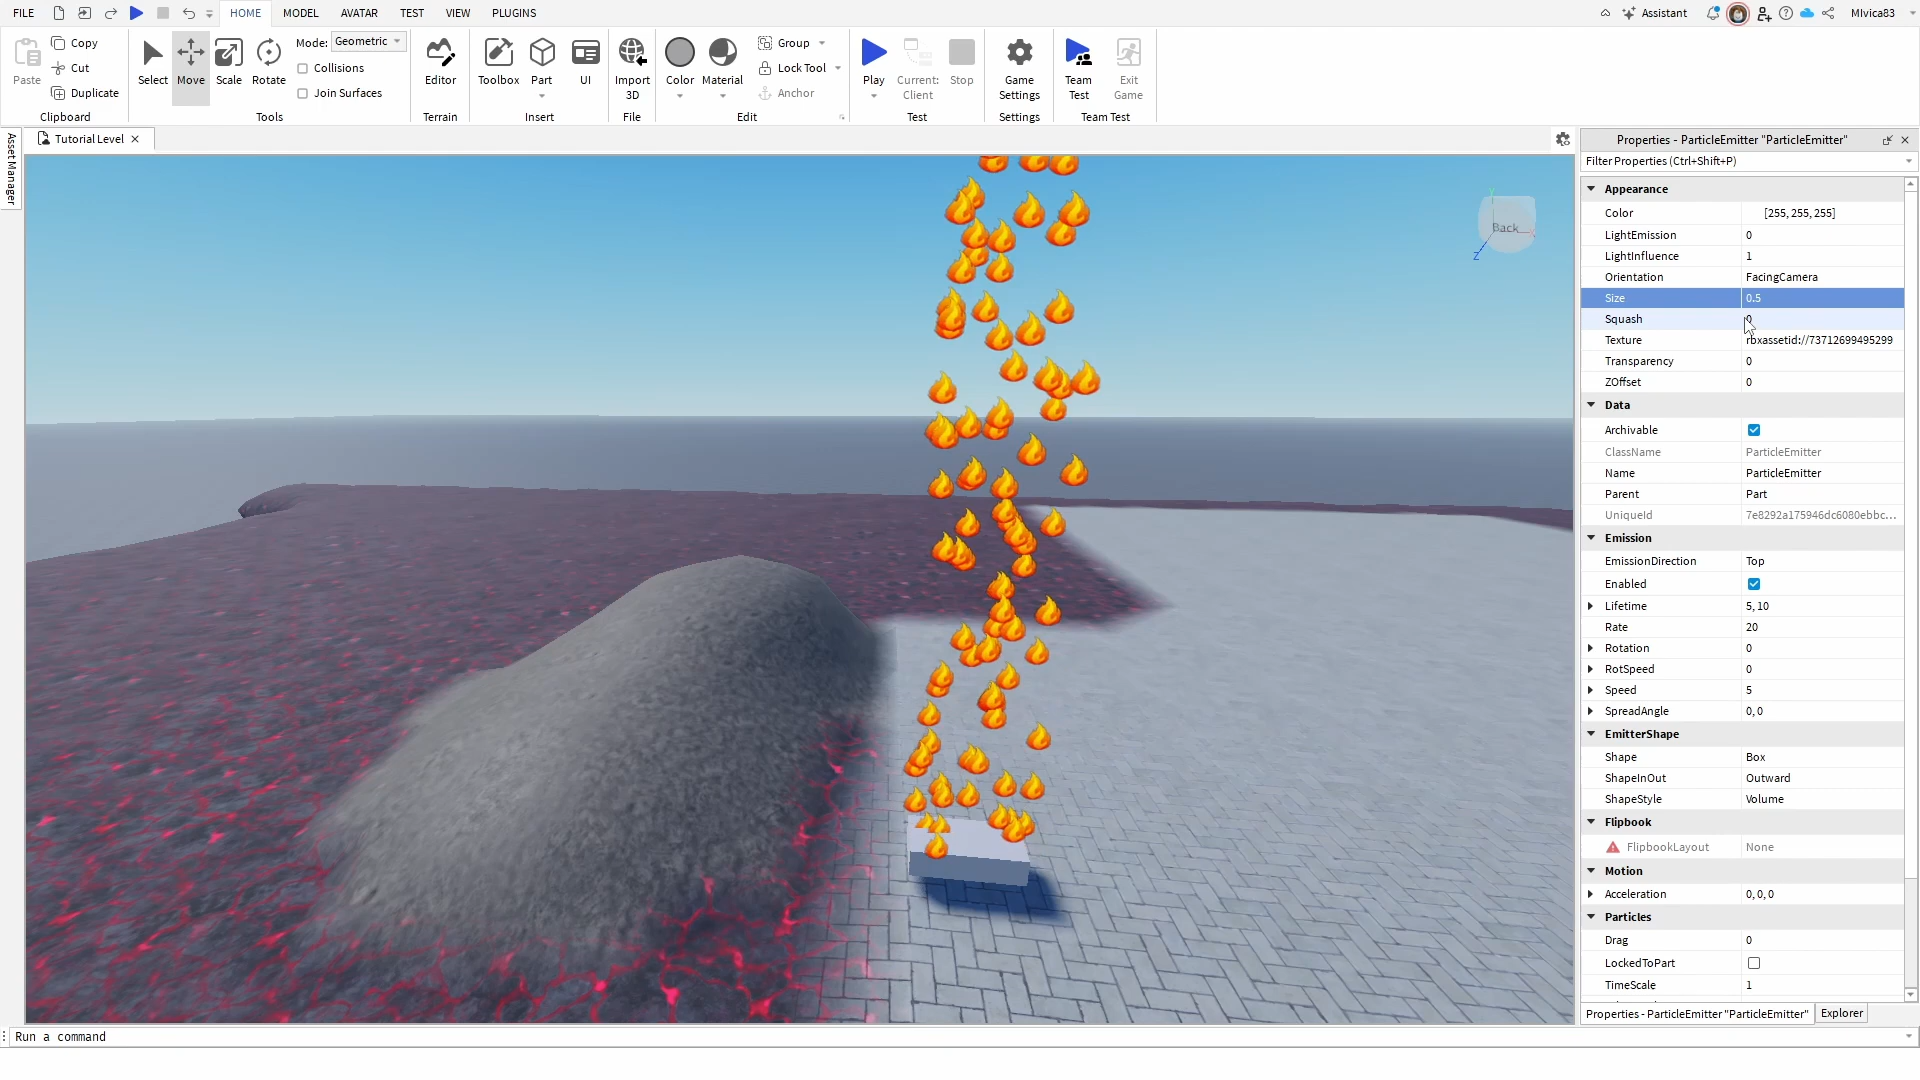 FILE HOME MODEL AVATAR TEST VIEW PLUGINS Assistant MIvica83
Paste Copy Cut Duplicate Clipboard
Select Move Scale Rotate Mode: Geometric Collisions Join Surfaces Tools
Editor Terrain
Toolbox Part UI Insert
Import 3D File
Color Material Group Lock Tool Anchor Edit
Play Current: Client Stop Test
Game Settings Settings
Team Test Exit Game Team Test
Asset Manager
Tutorial Level
Back
Y
Z
Properties - ParticleEmitter "ParticleEmitter"
Filter Properties (Ctrl+Shift+P)
Appearance
Color [255, 255, 255]
LightEmission 0
LightInfluence 1
Orientation FacingCamera
Size 0.5
Squash 0
Texture rbxassetid://73712699495299
Transparency 0
ZOffset 0
Data
Archivable
ClassName ParticleEmitter
Name ParticleEmitter
Parent Part
UniqueId 7e8292a175946dc6080ebbc...
Emission
EmissionDirection Top
Enabled
Lifetime 5, 10
Rate 20
Rotation 0
RotSpeed 0
Speed 5
SpreadAngle 0, 0
EmitterShape
Shape Box
ShapeInOut Outward
ShapeStyle Volume
Flipbook
FlipbookLayout None
Motion
Acceleration 0, 0, 0
Particles
Drag 0
LockedToPart
TimeScale 1
Properties - ParticleEmitter "ParticleEmitter" Explorer
Run a command